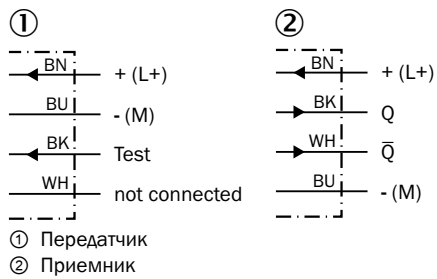 ①
BN + (L+)
BU - (M)
BK Test
WH not connected
②
BN + (L+)
BK Q
WH Q̅
BU - (M)
① Передатчик
② Приемник